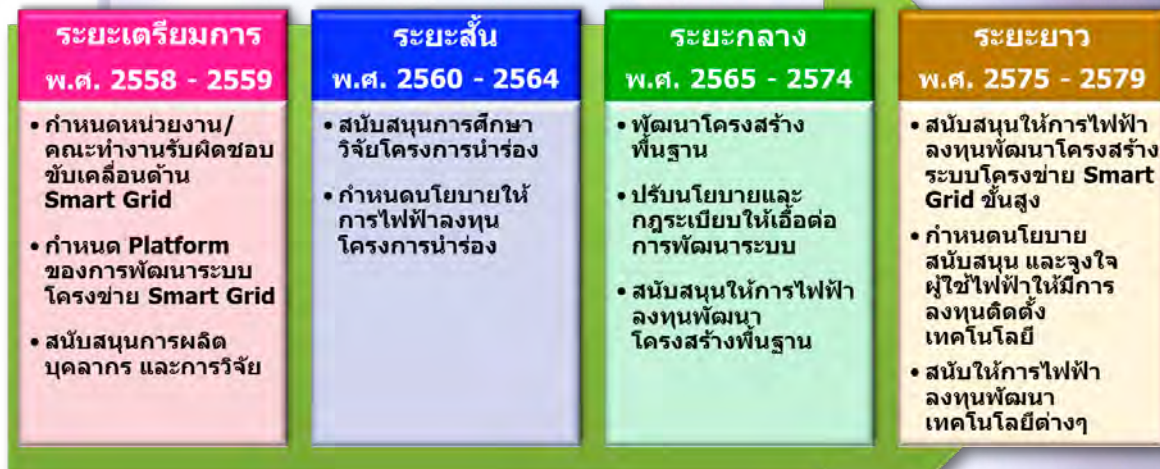 ระยะเตรียมการ
พ.ศ. 2558 - 2559
• กำหนดหน่วยงาน/
คณะทำงานรับผิดชอบ
ขับเคลื่อนด้าน
Smart Grid
• กำหนด Platform
ของการพัฒนาระบบ
โครงข่าย Smart Grid
• สนับสนุนการผลิต
บุคลากร และการวิจัย
ระยะสั้น
พ.ศ. 2560 - 2564
• สนับสนุนการศึกษา
วิจัยโครงการนำร่อง
• กำหนดนโยบายให้
การไฟฟ้าลงทุน
โครงการนำร่อง
ระยะกลาง
พ.ศ. 2565 - 2574
• พัฒนาโครงสร้าง
พื้นฐาน
• ปรับนโยบายและ
กฎระเบียบให้เอื้อต่อ
การพัฒนาระบบ
• สนับสนุนให้การไฟฟ้า
ลงทุนพัฒนา
โครงสร้างพื้นฐาน
ระยะยาว
พ.ศ. 2575 - 2579
• สนับสนุนให้การไฟฟ้า
ลงทุนพัฒนาโครงสร้าง
ระบบโครงข่าย Smart
Grid ขั้นสูง
• กำหนดนโยบาย
สนับสนุน และจูงใจ
ผู้ใช้ไฟฟ้าให้มีการ
ลงทุนติดตั้ง
เทคโนโลยี
• สนับให้การไฟฟ้า
ลงทุนพัฒนา
เทคโนโลยีต่างๆ